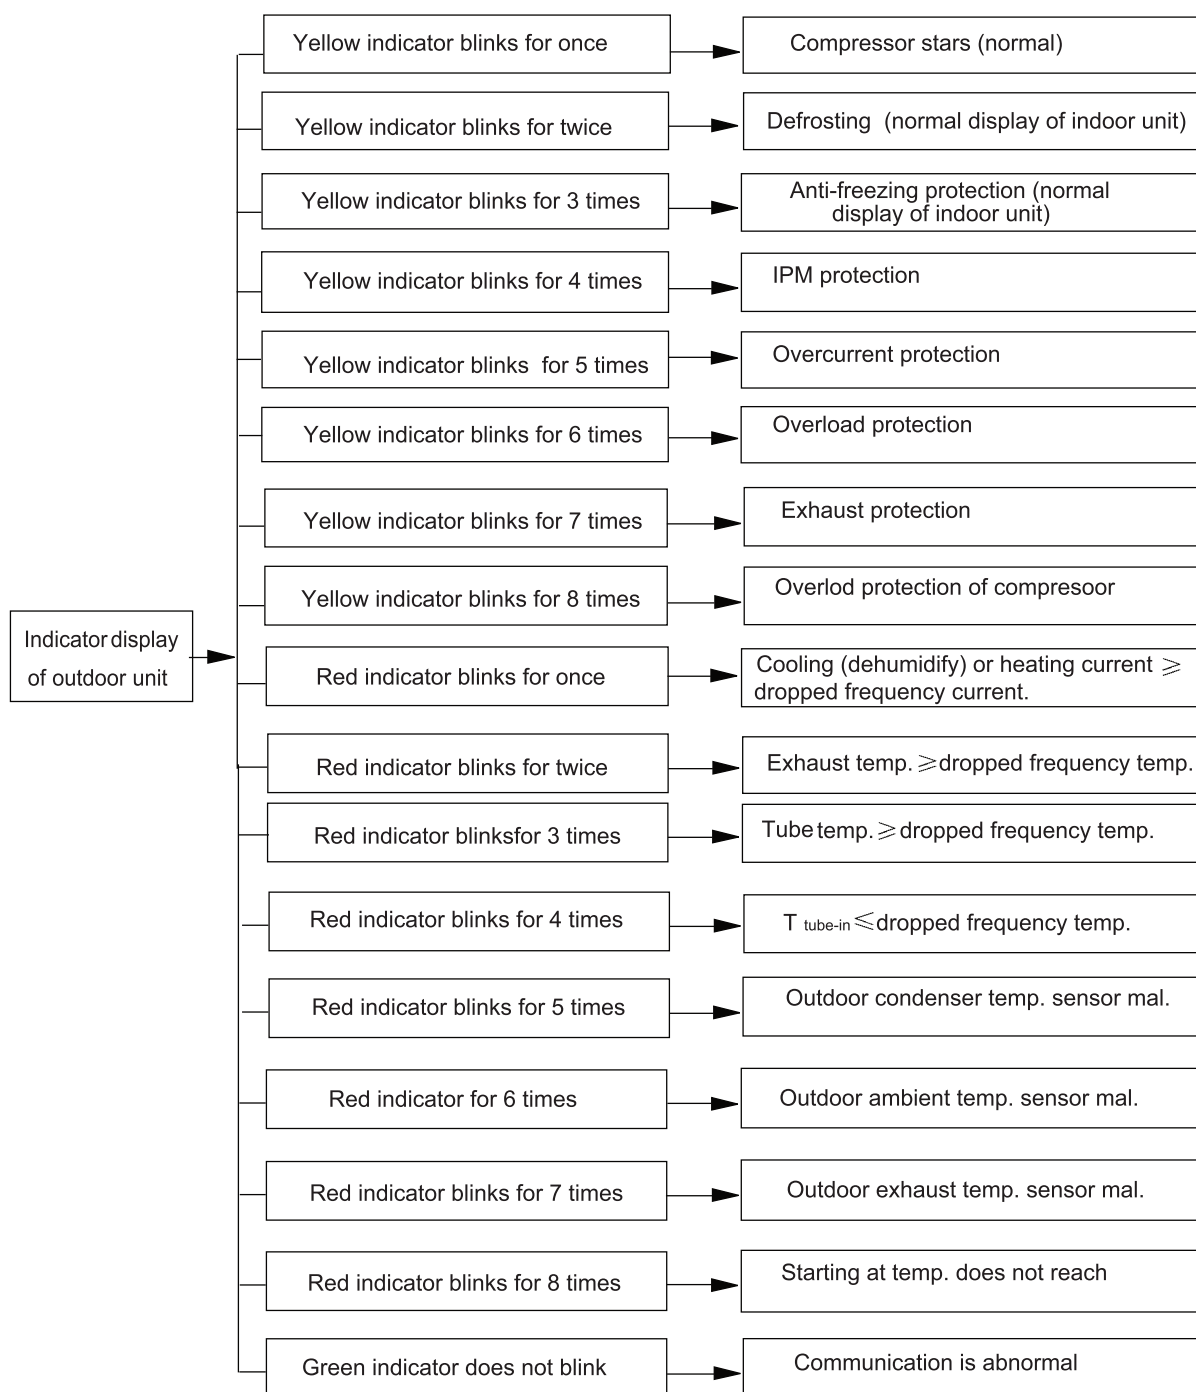 Yellow indicator blinks for once
Compressor stars (normal)
Yellow indicator blinks for twice
Defrosting (normal display of indoor unit)
Yellow indicator blinks for 3 times
Anti-freezing protection (normal
display of indoor unit)
Yellow indicator blinks for 4 times
IPM protection
Yellow indicator blinks for 5 times
Overcurrent protection
Yellow indicator blinks for 6 times
Overload protection
Yellow indicator blinks for 7 times
Exhaust protection
Yellow indicator blinks for 8 times
Overlod protection of compresoor
Indicator display
of outdoor unit
Red indicator blinks for once
Cooling (dehumidify) or heating current ⩾
dropped frequency current.
Red indicator blinks for twice
Exhaust temp. ⩾dropped frequency temp.
Red indicator blinksfor 3 times
Tube temp. ⩾dropped frequency temp.
Red indicator blinks for 4 times
T tube-in ⩽dropped frequency temp.
Red indicator blinks for 5 times
Outdoor condenser temp. sensor mal.
Red indicator for 6 times
Outdoor ambient temp. sensor mal.
Red indicator blinks for 7 times
Outdoor exhaust temp. sensor mal.
Red indicator blinks for 8 times
Starting at temp. does not reach
Green indicator does not blink
Communication is abnormal